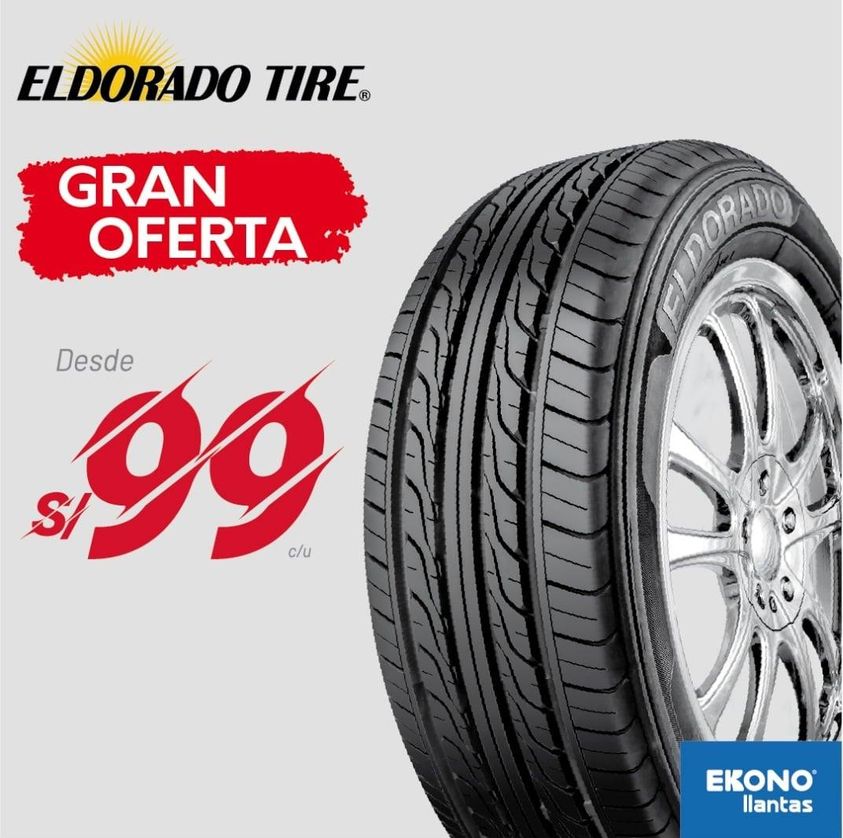 ELDORADO TIRE®
GRAN
OFERTA
ELDORADO
Desde
S/99
c/u
EKONO®
llantas